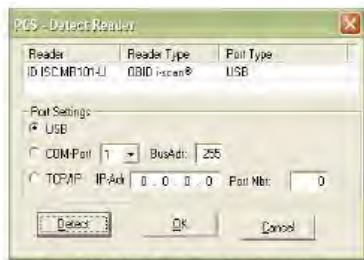 PCS - Detect Reader
Reader Reader Type Port Type
ID ISC.MR101-U OBID i-scan® USB
Port Settings
USB
COM-Port 1 BusAdr: 255
TCP/IP IP-Adr 0 . 0 . 0 . 0 Port Nbr: 0
Detect OK Cancel